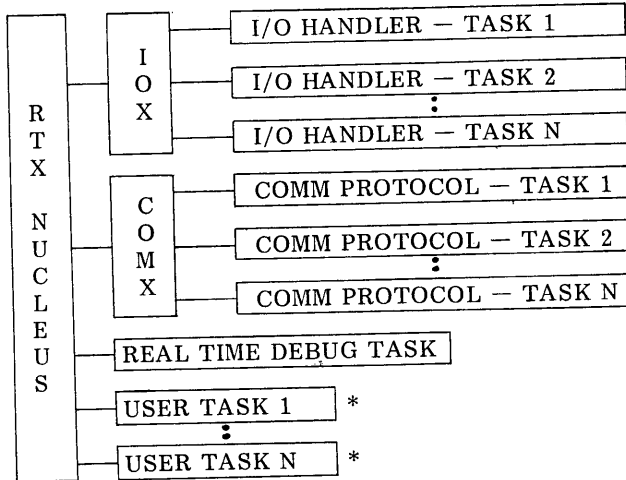 RTX NUCLEUS
IOX
I/O HANDLER — TASK 1
I/O HANDLER — TASK 2
I/O HANDLER — TASK N
COMX
COMM PROTOCOL — TASK 1
COMM PROTOCOL — TASK 2
COMM PROTOCOL — TASK N
REAL TIME DEBUG TASK
USER TASK 1 *
USER TASK N *